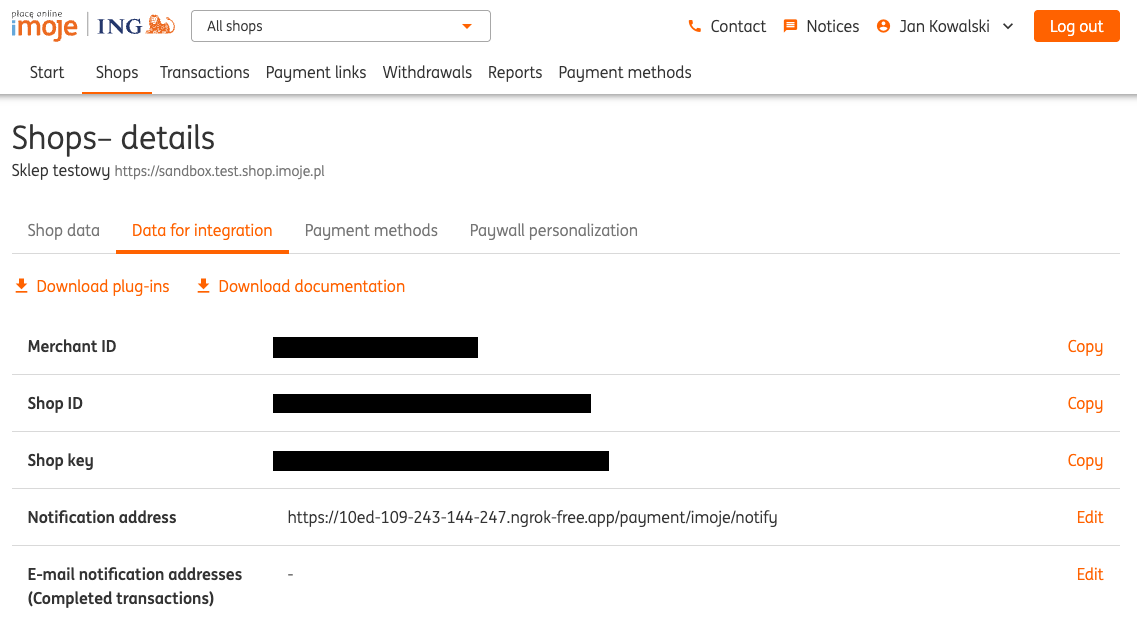 płacę online
imoje ING All shops Contact Notices Jan Kowalski Log out
Start Shops Transactions Payment links Withdrawals Reports Payment methods
Shops– details
Sklep testowy https://sandbox.test.shop.imoje.pl
Shop data Data for integration Payment methods Paywall personalization
Download plug-ins Download documentation
Merchant ID Copy
Shop ID Copy
Shop key Copy
Notification address https://10ed-109-243-144-247.ngrok-free.app/payment/imoje/notify Edit
E-mail notification addresses - Edit
(Completed transactions)